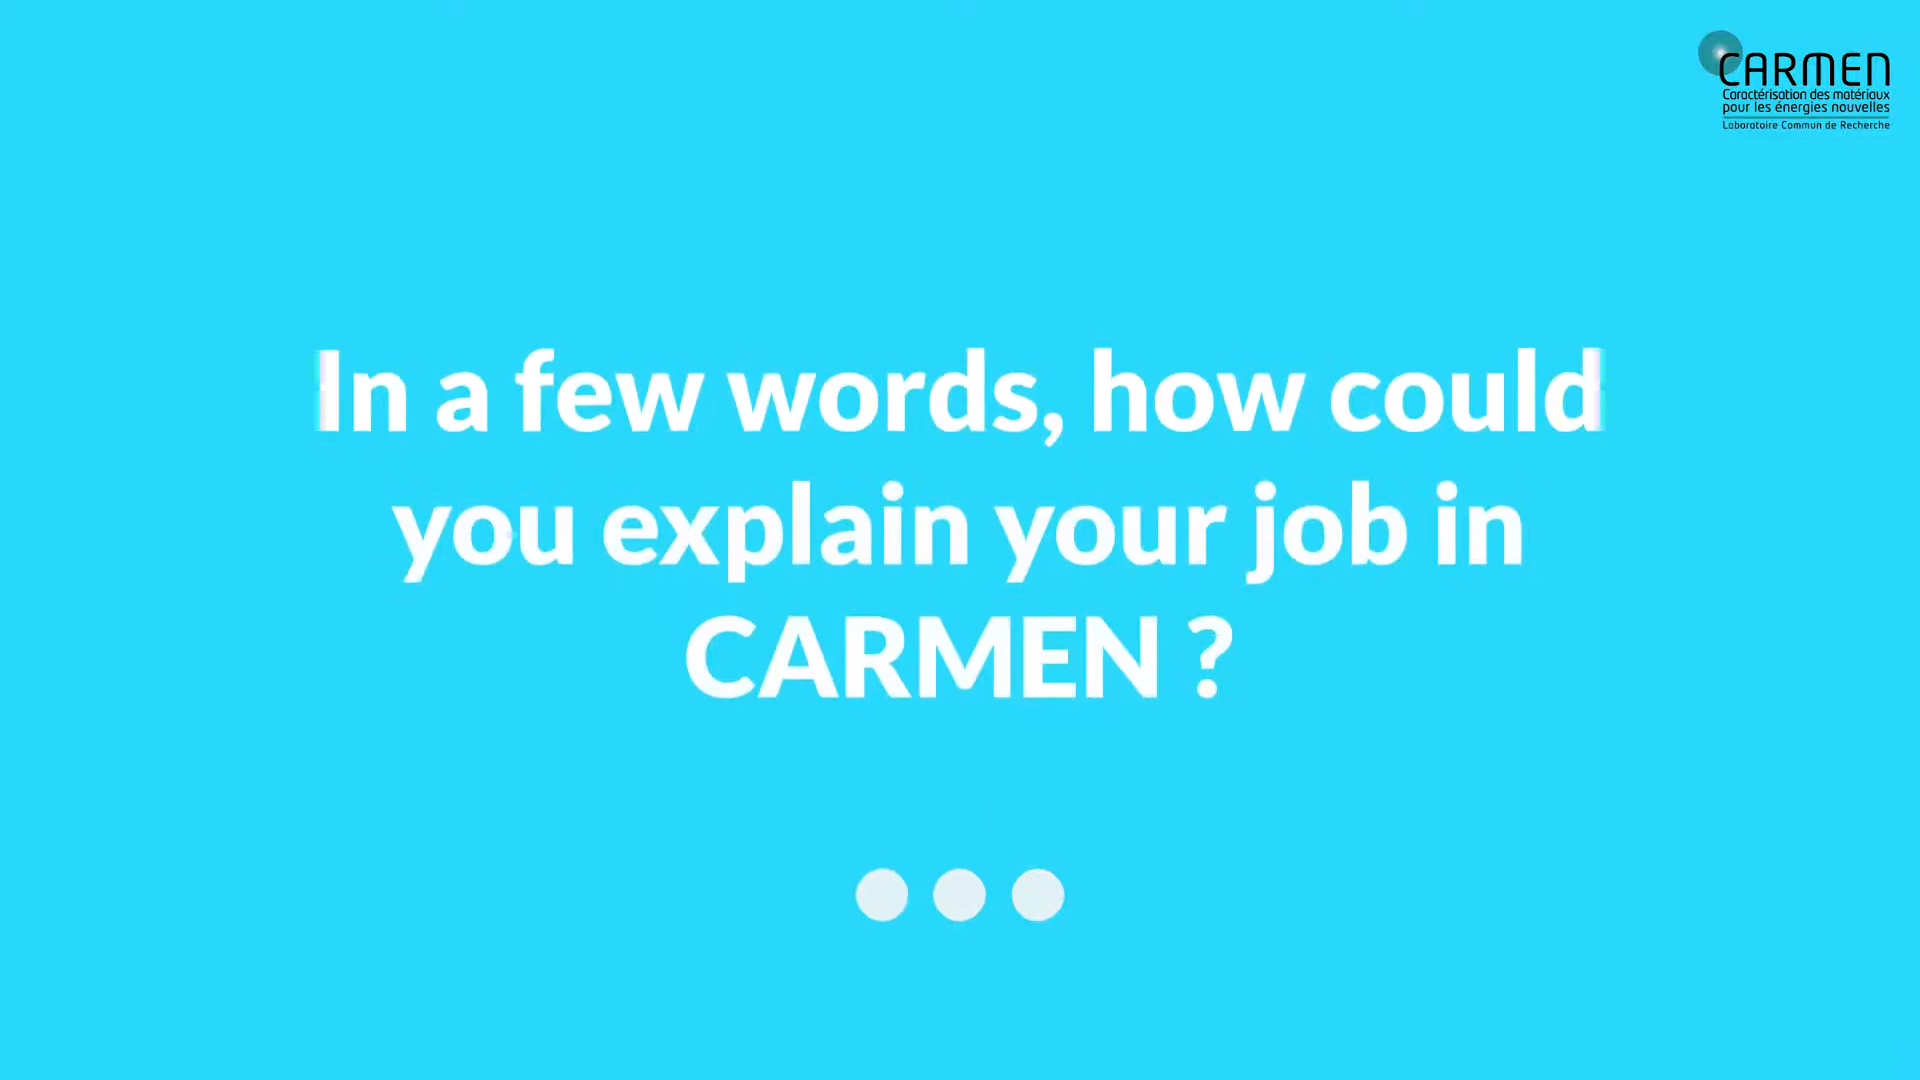 CARMEN
Caractérisation des matériaux
pour les énergies nouvelles
Laboratoire Commun de Recherche
In a few words, how could
you explain your job in
CARMEN ?